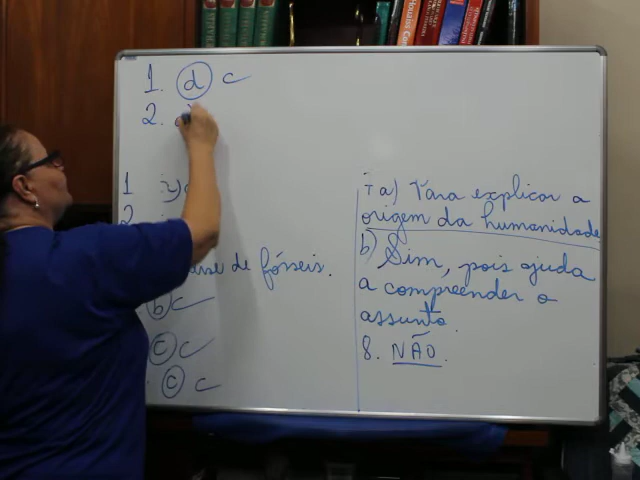 1. d c
2.
1
2
de fósseis.
b c
c c
c c
7 a) Para explicar a
origem da humanidade
b) Sim, pois ajuda
a compreender o
assunto.
8. NÃO.